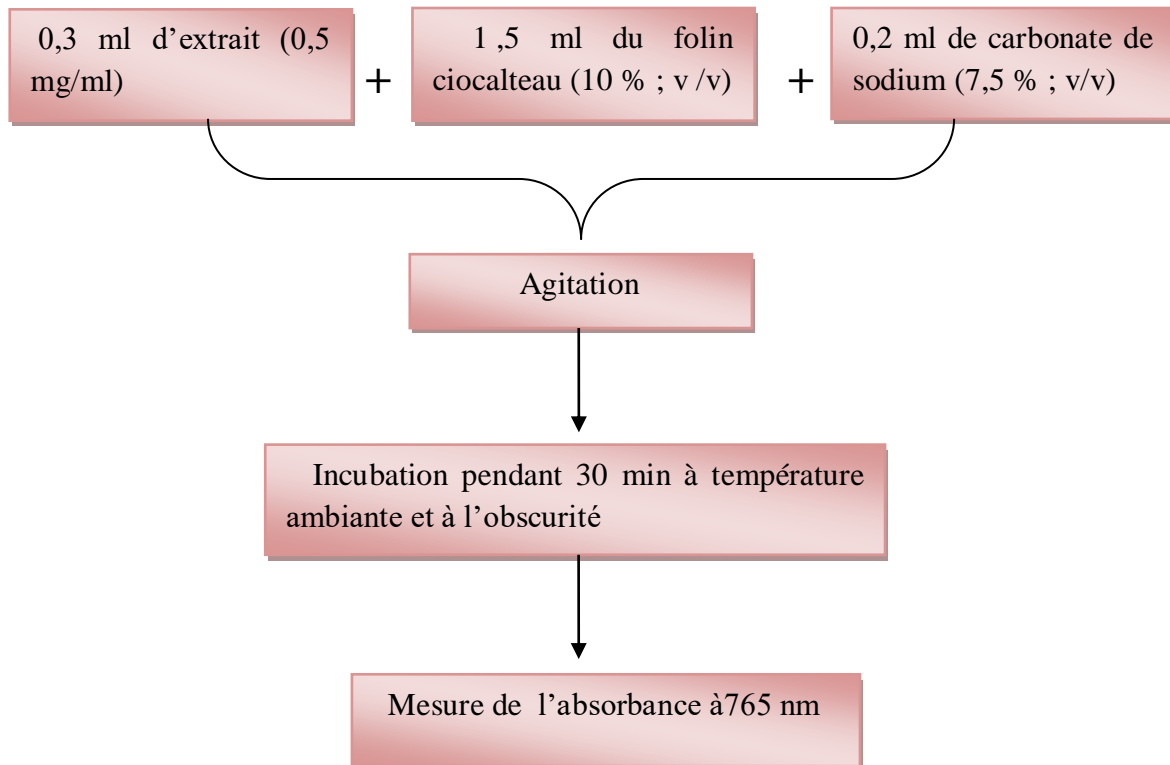 0,3 ml d’extrait (0,5
mg/ml)
+
1 ,5 ml du folin
ciocalteau (10 % ; v /v)
+
0,2 ml de carbonate de
sodium (7,5 % ; v/v)
Agitation
Incubation pendant 30 min à température
ambiante et à l’obscurité
Mesure de l’absorbance à765 nm